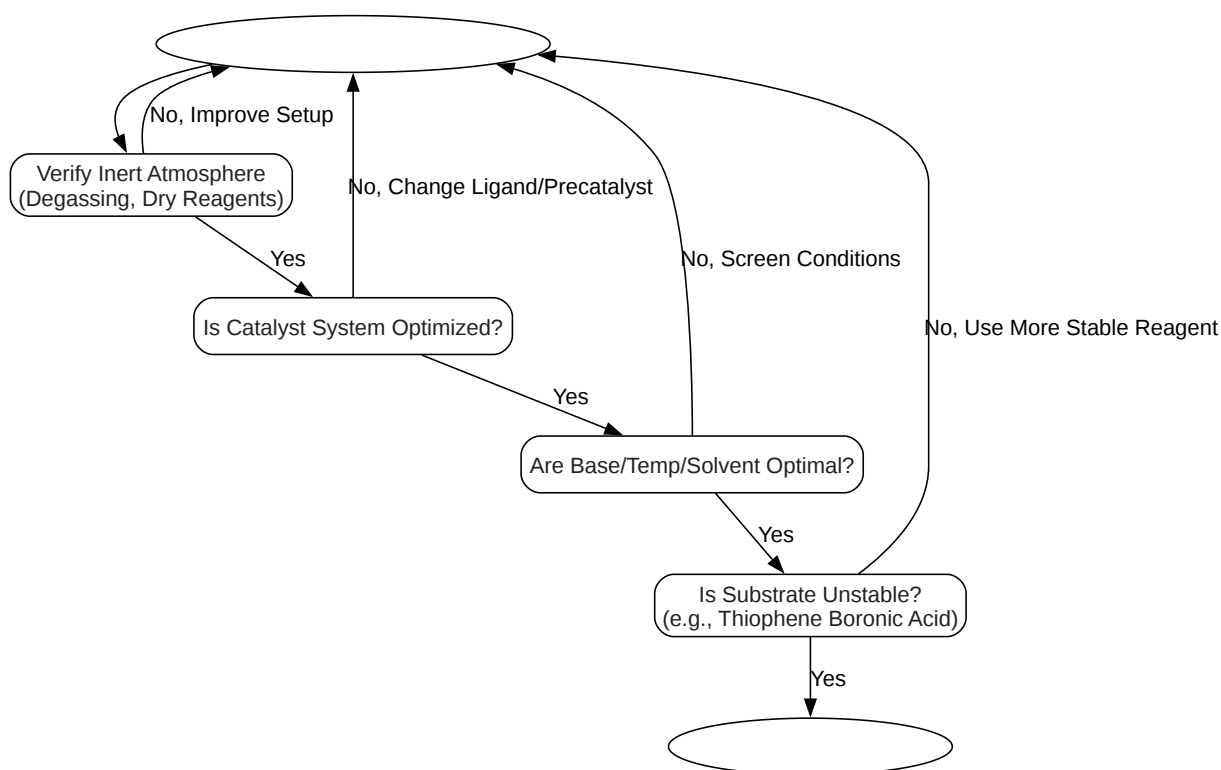 No, Improve Setup
Verify Inert Atmosphere
(Degassing, Dry Reagents)
No, Change Ligand/Precatalyst
Yes
No, Screen Conditions
Is Catalyst System Optimized?
No, Use More Stable Reagent
Yes
Are Base/Temp/Solvent Optimal?
Yes
Is Substrate Unstable?
(e.g., Thiophene Boronic Acid)
Yes